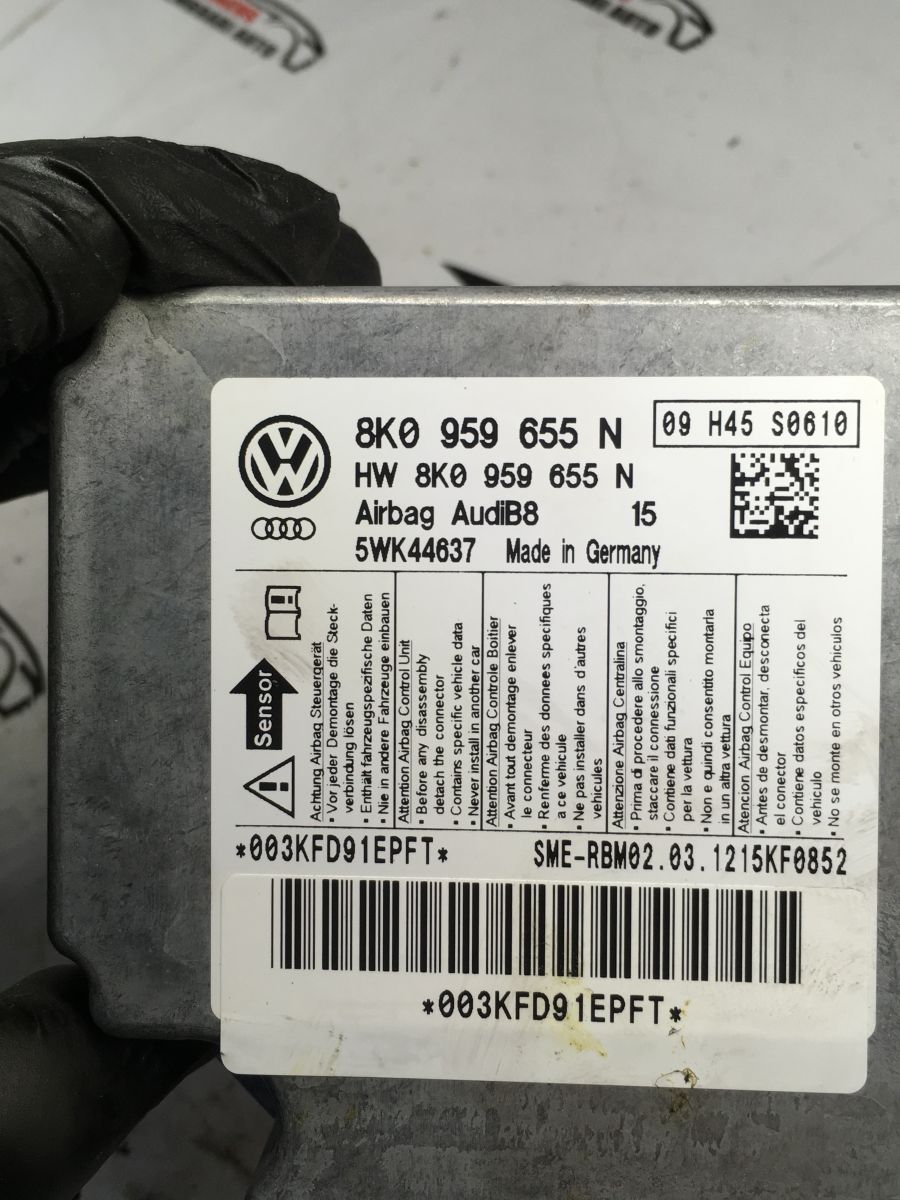 8K0 959 655 N
09 H45 S0610
HW 8K0 959 655 N
Airbag AudiB8 15
5WK44637 Made in Germany
Sensor
Achtung Airbag Steuergerät
• Vor jeder Demontage die Steck-
verbindung lösen
• Enthält fahrzeugspezifische Daten
• Nie in andere Fahrzeuge einbauen
Attention Airbag Control Unit
• Before any disassembly
detach the connector
• Contains specific vehicle data
• Never install in another car
Attention Airbag Controlle Boitier
• Avant tout demontage enlever
le connecteur
• Renferme des donnees specifiques
a ce vehicule
• Ne pas installer dans d'autres
vehicules
Attenzione Airbag Centralina
• Prima di procedere allo smontaggio,
staccare il connessione
• Contiene dati funzionali specifici
per la vettura
• Non e quindi consentito montarla
in un altra vettura
Atencion Airbag Control Equipo
• Antes de desmontar, desconecta
el conector
• Contiene datos especificos del
vehiculo
• No se monte en otros vehiculos
*003KFD91EPFT*
SME-RBM02.03.1215KF0852
*003KFD91EPFT*